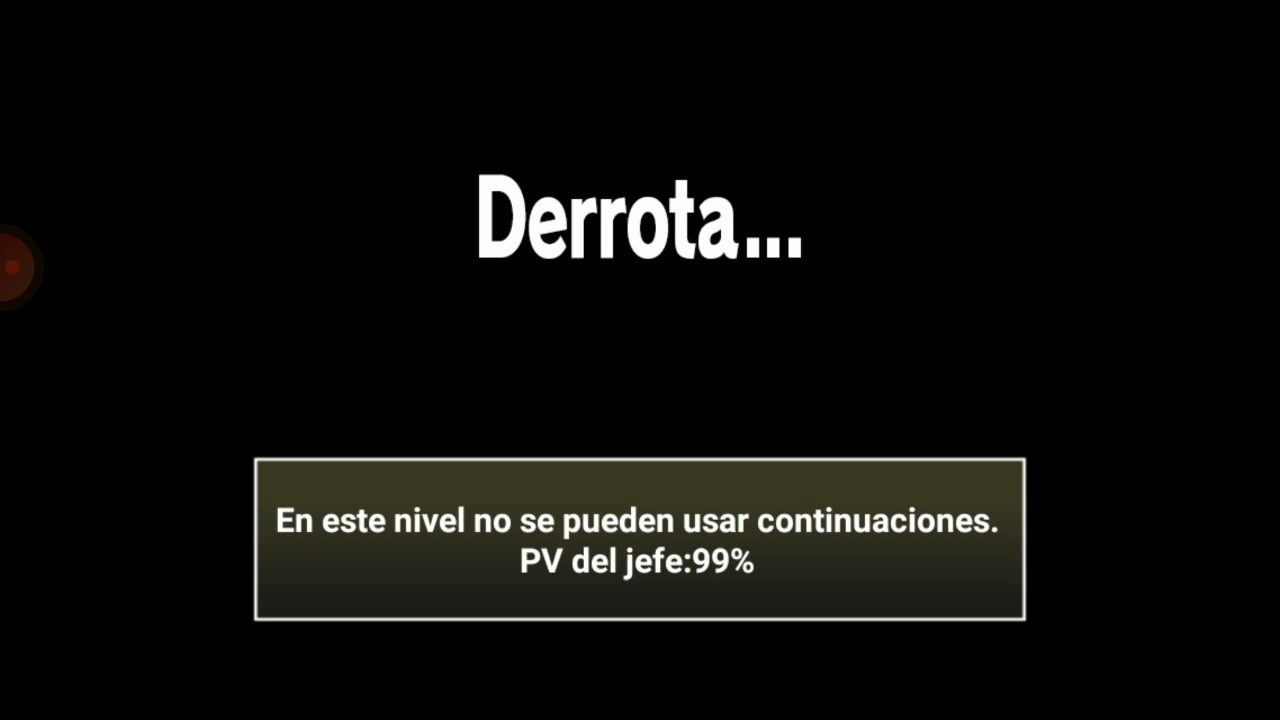 Derrota...
En este nivel no se pueden usar continuaciones.
PV del jefe:99%